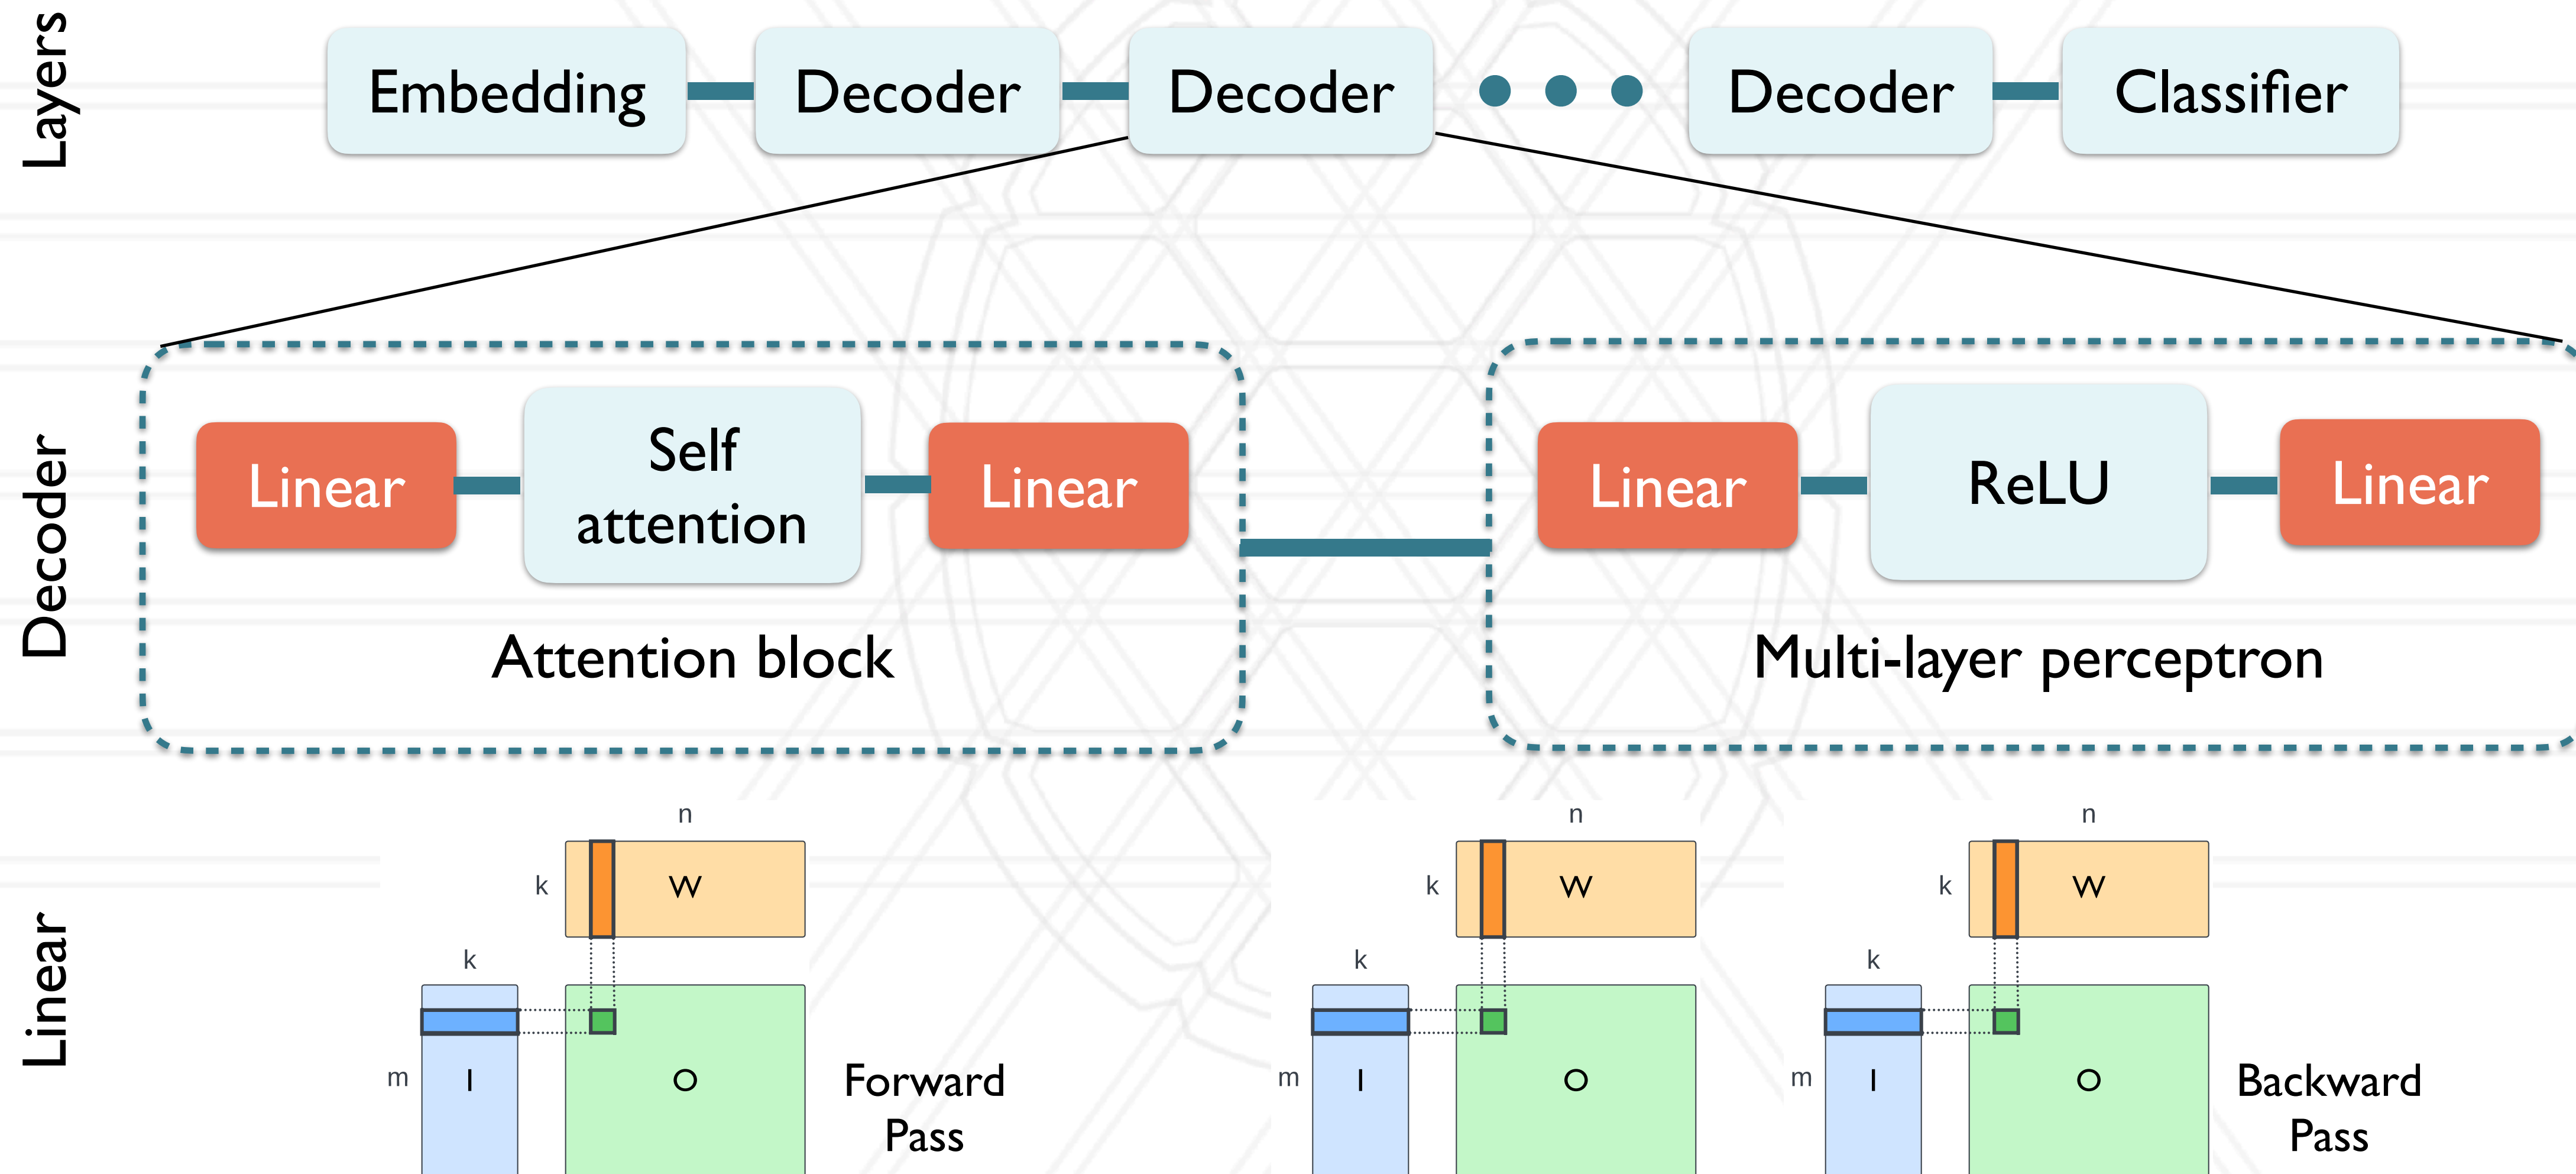 Layers
Embedding
Decoder
Decoder
Decoder
Classifier
Decoder
Linear
Self
attention
Linear
Attention block
Linear
ReLU
Linear
Multi-layer perceptron
Linear
n
k
W
k
m
I
O
Forward
Pass
n
k
W
k
m
I
O
n
k
W
k
m
I
O
Backward
Pass